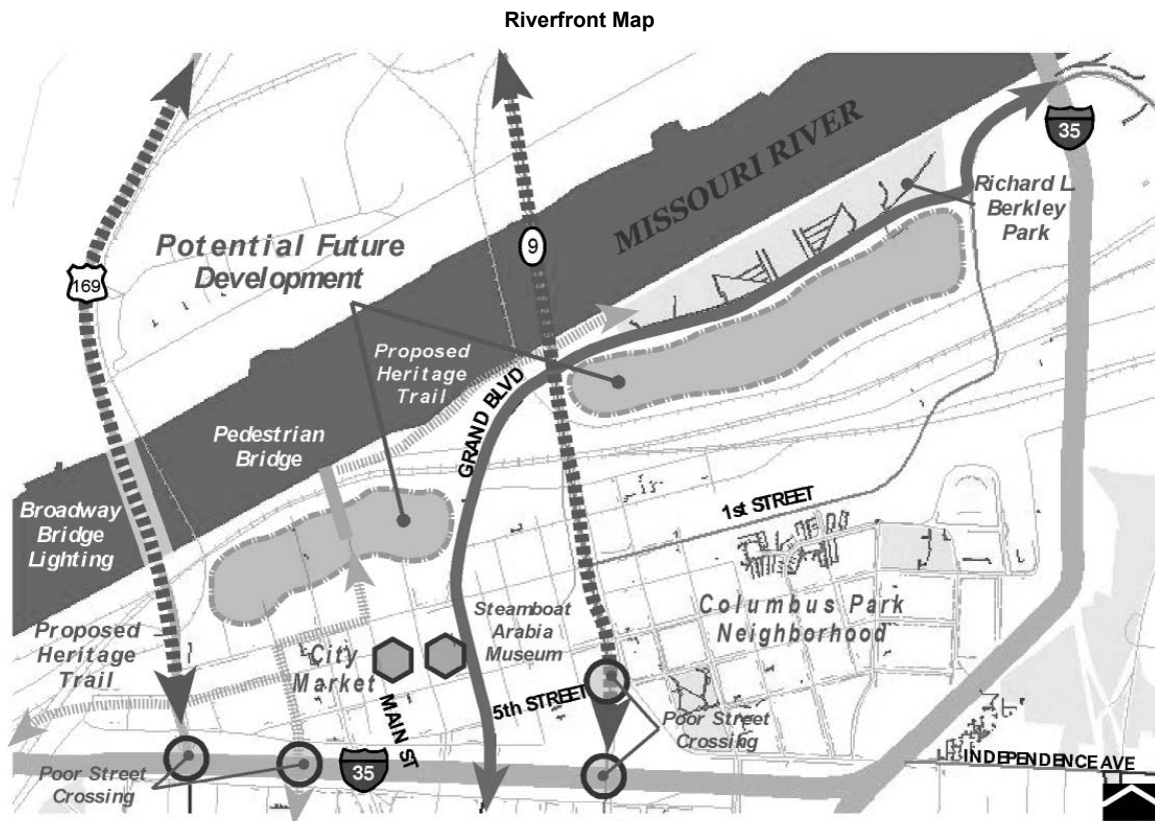 Riverfront Map
35
MISSOURI RIVER
Richard L.
Berkley
Park
Potential Future
Development
9
169
Proposed
Heritage
Trail
GRAND BLVD
Pedestrian
Bridge
Broadway
Bridge
Lighting
1st STREET
Columbus Park
Neighborhood
Steamboat
Arabia
Museum
Proposed
Heritage
Trail
City
Market
MAIN ST
5th STREET
Poor Street
Crossing
Poor Street
Crossing
35
INDEPENDENCE AVE